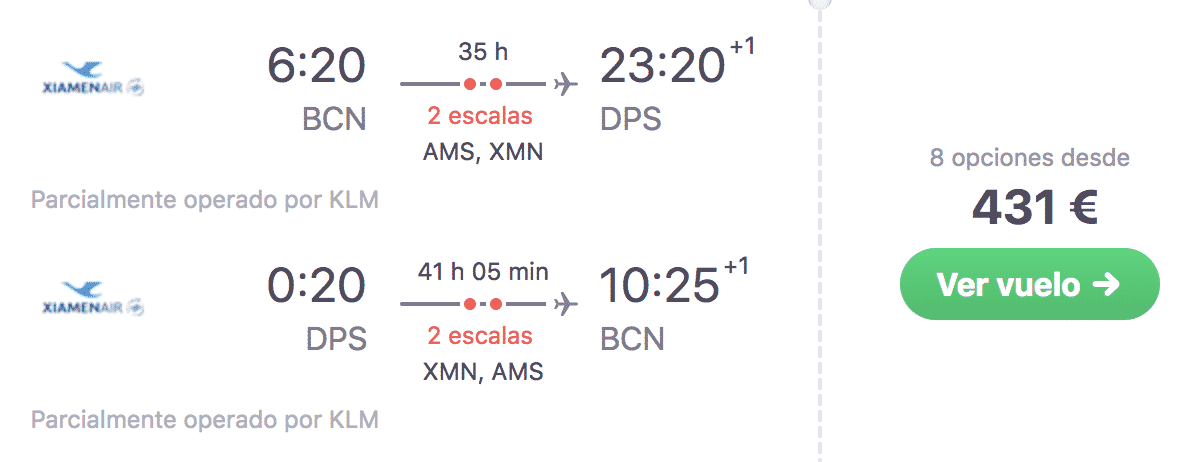 XIAMENAIR
6:20
BCN
35 h
2 escalas
AMS, XMN
23:20 +1
DPS
Parcialmente operado por KLM
XIAMENAIR
0:20
DPS
41 h 05 min
2 escalas
XMN, AMS
10:25 +1
BCN
Parcialmente operado por KLM
8 opciones desde
431 €
Ver vuelo →